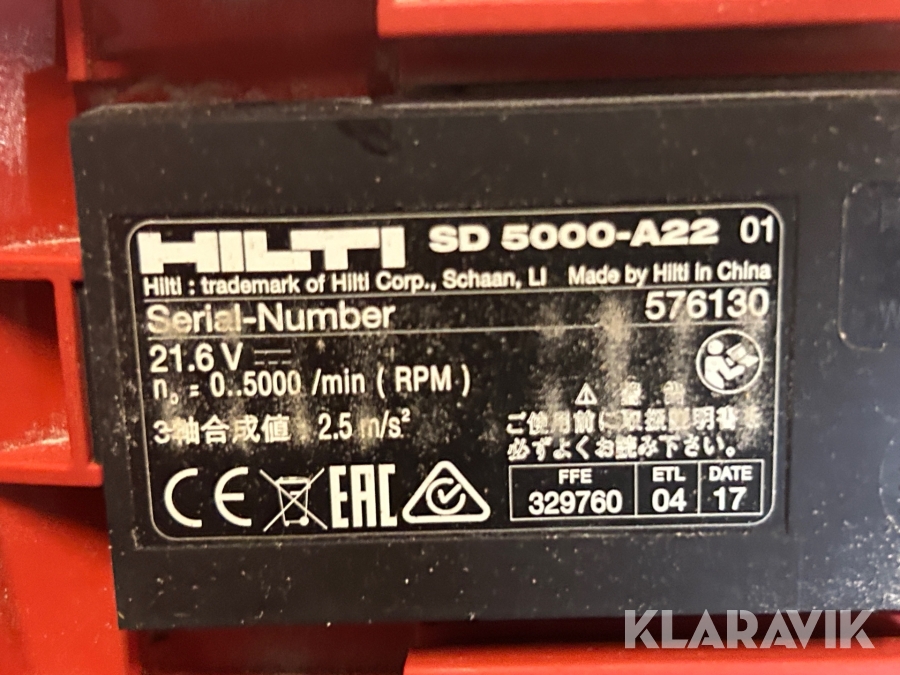 HILTI SD 5000-A22 01
Hilti : trademark of Hilti Corp., Schaan, LI Made by Hilti in China
Serial-Number 576130
21.6 V
n₀ = 0..5000 /min ( RPM )
3軸合成値 2.5 m/s²
ご使用前に取扱説明書を
必ずよくお読み下さい。
CE EAC
FFE ETL DATE
329760 04 17
KLARAVIK